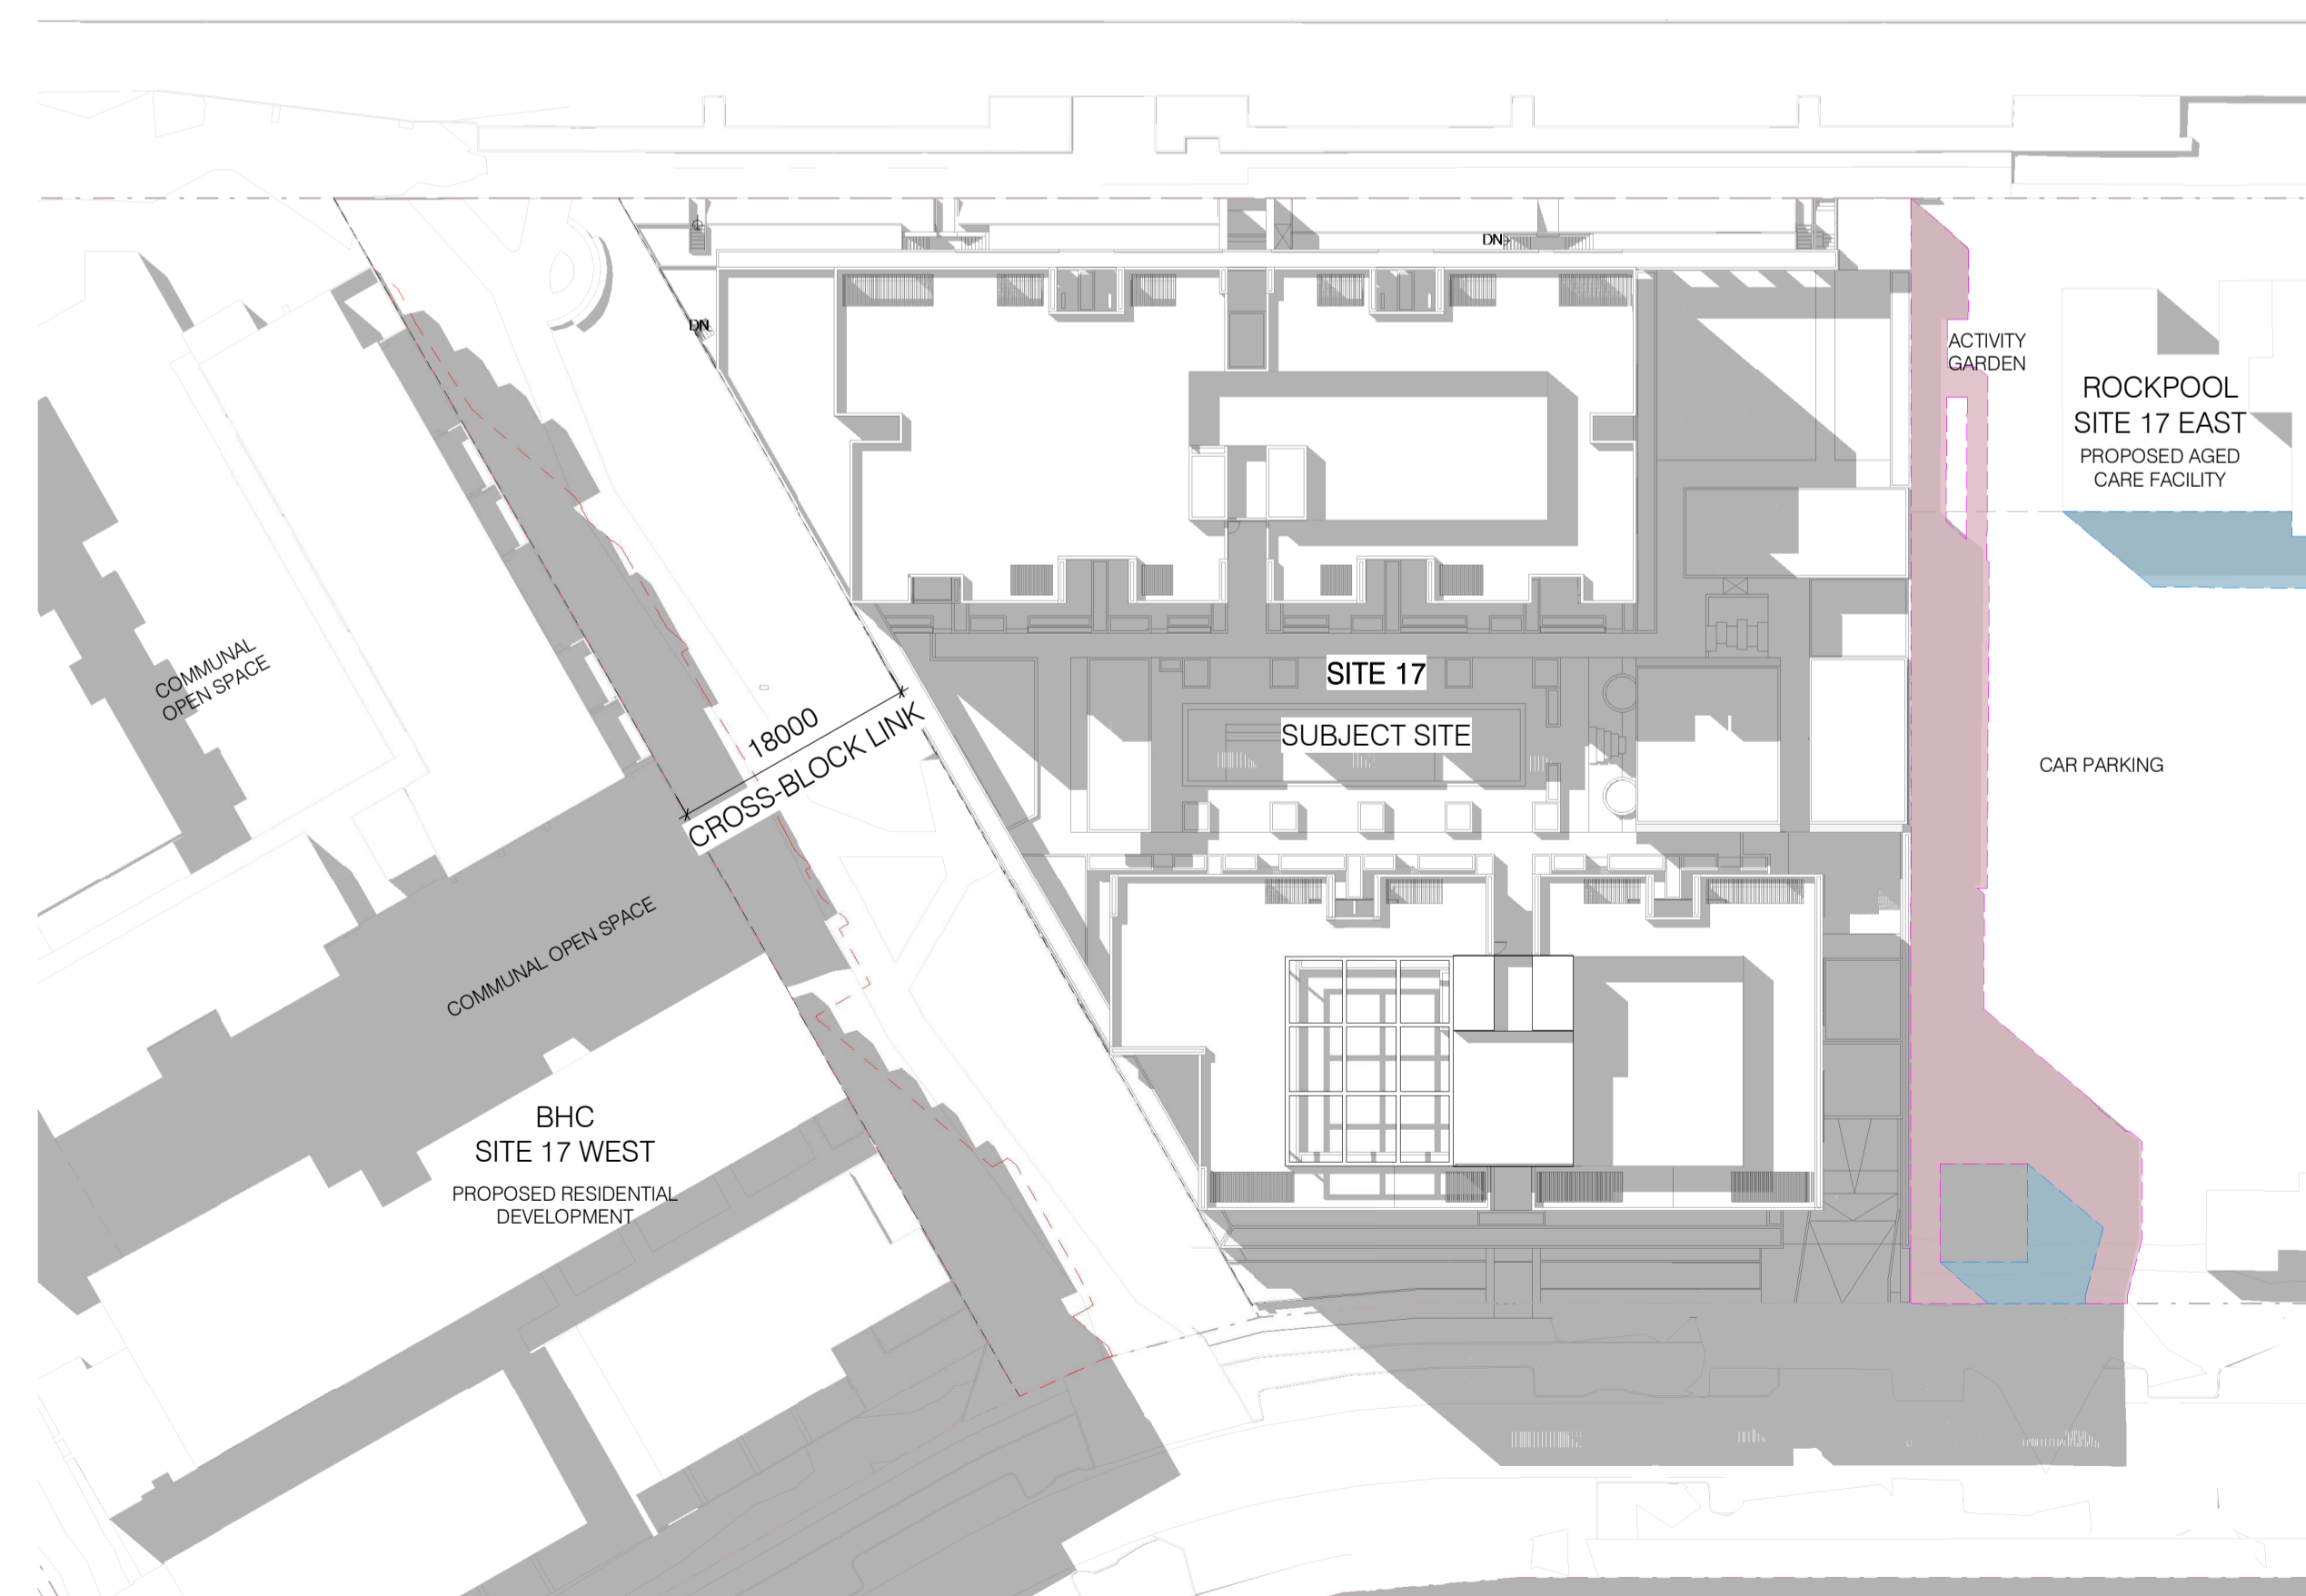 DN
DN
ACTIVITY
GARDEN
ROCKPOOL
SITE 17 EAST
PROPOSED AGED
CARE FACILITY
COMMUNAL
OPEN SPACE
SITE 17
SUBJECT SITE
18000
CROSS-BLOCK LINK
CAR PARKING
COMMUNAL OPEN SPACE
BHC
SITE 17 WEST
PROPOSED RESIDENTIAL
DEVELOPMENT